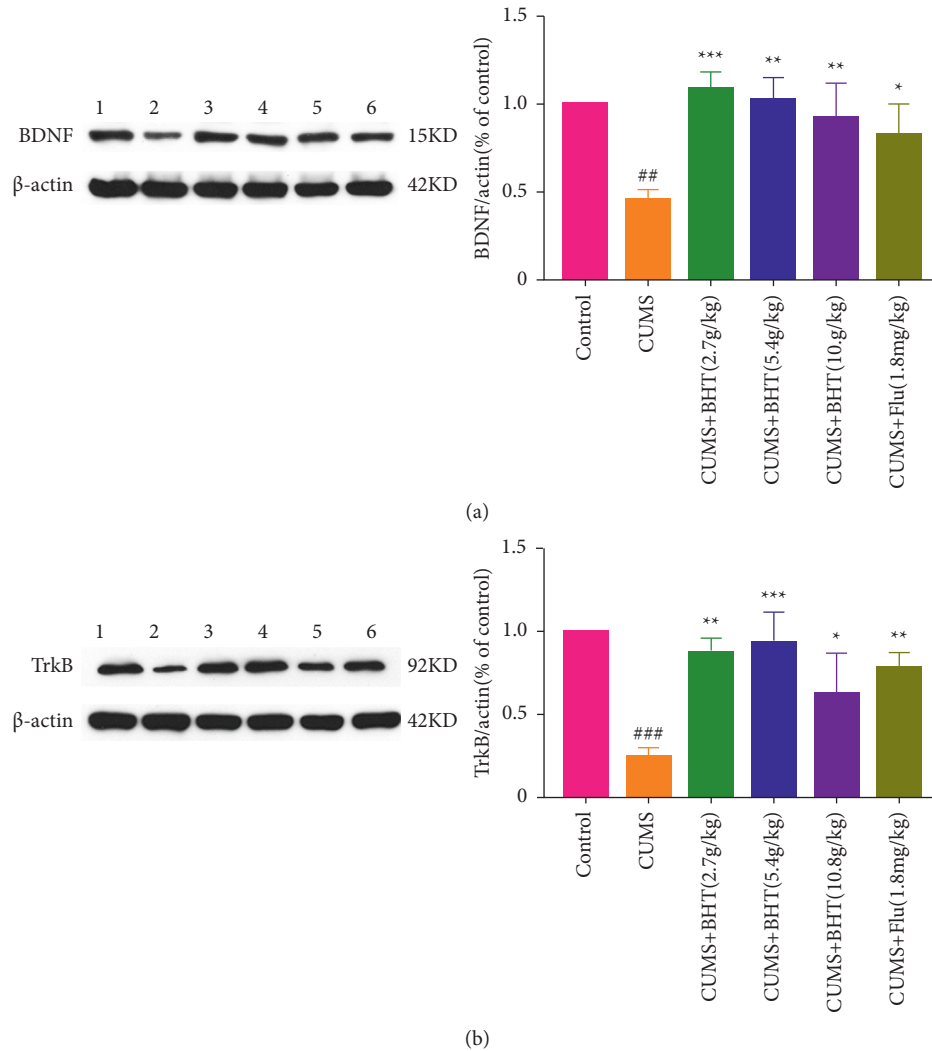 1 2 3 4 5 6
BDNF 15KD
β-actin 42KD
BDNF/actin(% of control)
1.5
1.0
0.5
0
##
***
**
**
*
Control
CUMS
CUMS+BHT(2.7g/kg)
CUMS+BHT(5.4g/kg)
CUMS+BHT(10.g/kg)
CUMS+Flu(1.8mg/kg)
(a)
1 2 3 4 5 6
TrkB 92KD
β-actin 42KD
TrkB/actin(% of control)
1.5
1.0
0.5
0
###
**
***
*
**
Control
CUMS
CUMS+BHT(2.7g/kg)
CUMS+BHT(5.4g/kg)
CUMS+BHT(10.8g/kg)
CUMS+Flu(1.8mg/kg)
(b)